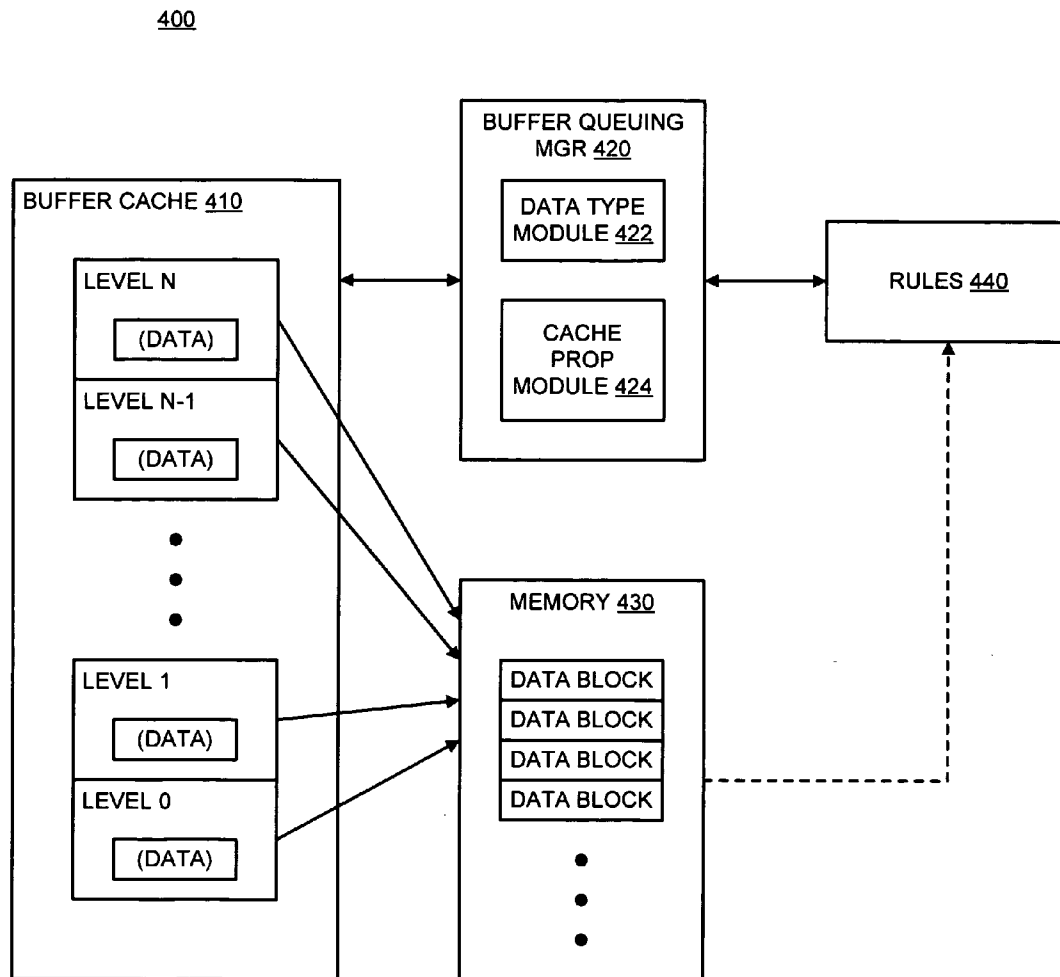 400
BUFFER QUEUING
MGR 420
DATA TYPE
MODULE 422
CACHE
PROP
MODULE 424
BUFFER CACHE 410
LEVEL N
(DATA)
LEVEL N-1
(DATA)
LEVEL 1
(DATA)
LEVEL 0
(DATA)
RULES 440
MEMORY 430
DATA BLOCK
DATA BLOCK
DATA BLOCK
DATA BLOCK